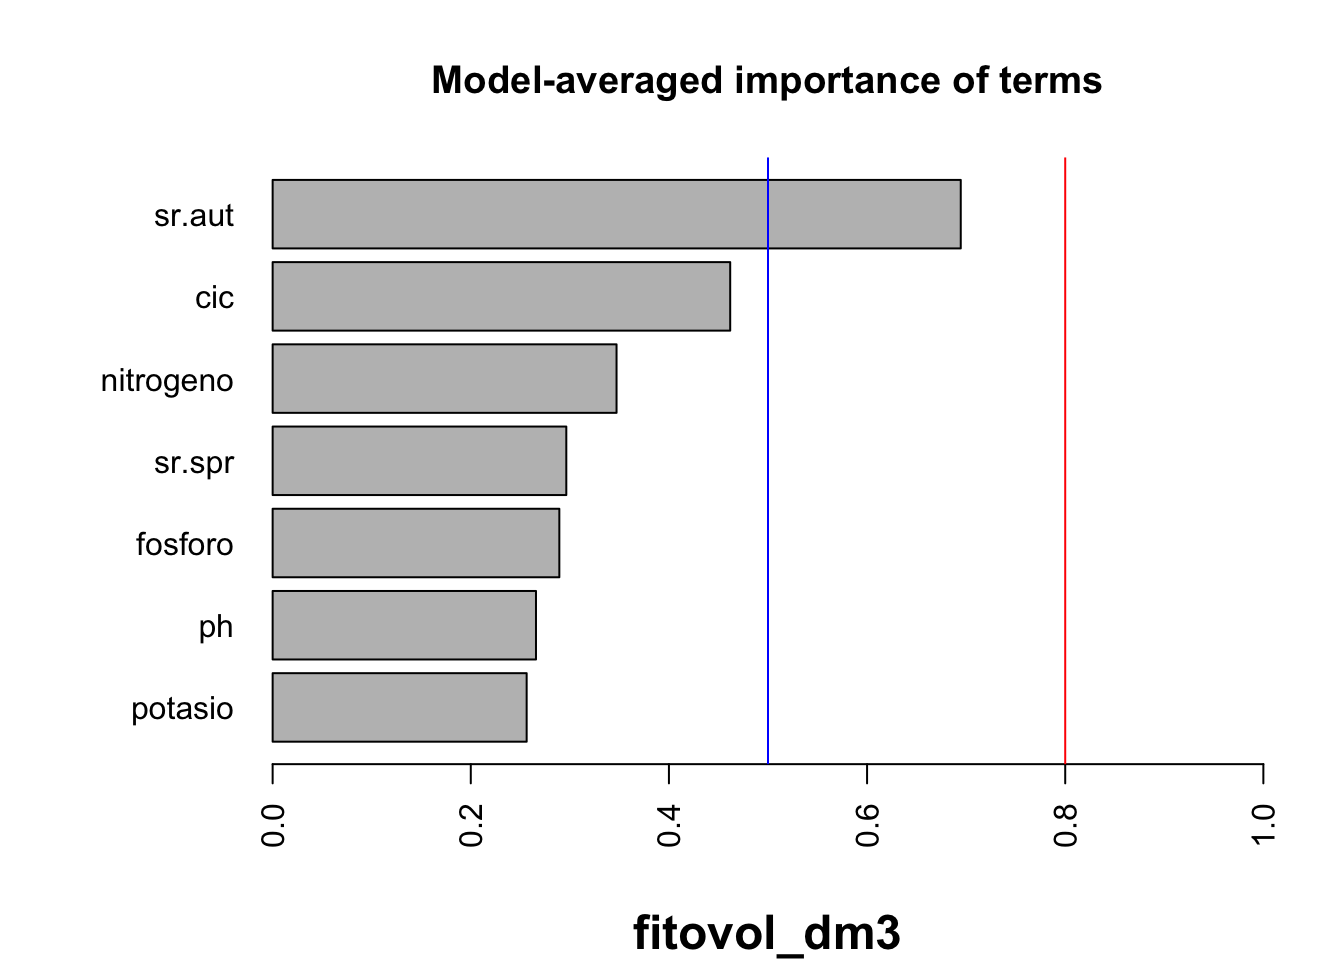 Model-averaged importance of terms
sr.aut
cic
nitrogeno
sr.spr
fosforo
ph
potasio
0.0 0.2 0.4 0.6 0.8 1.0
fitovol_dm3